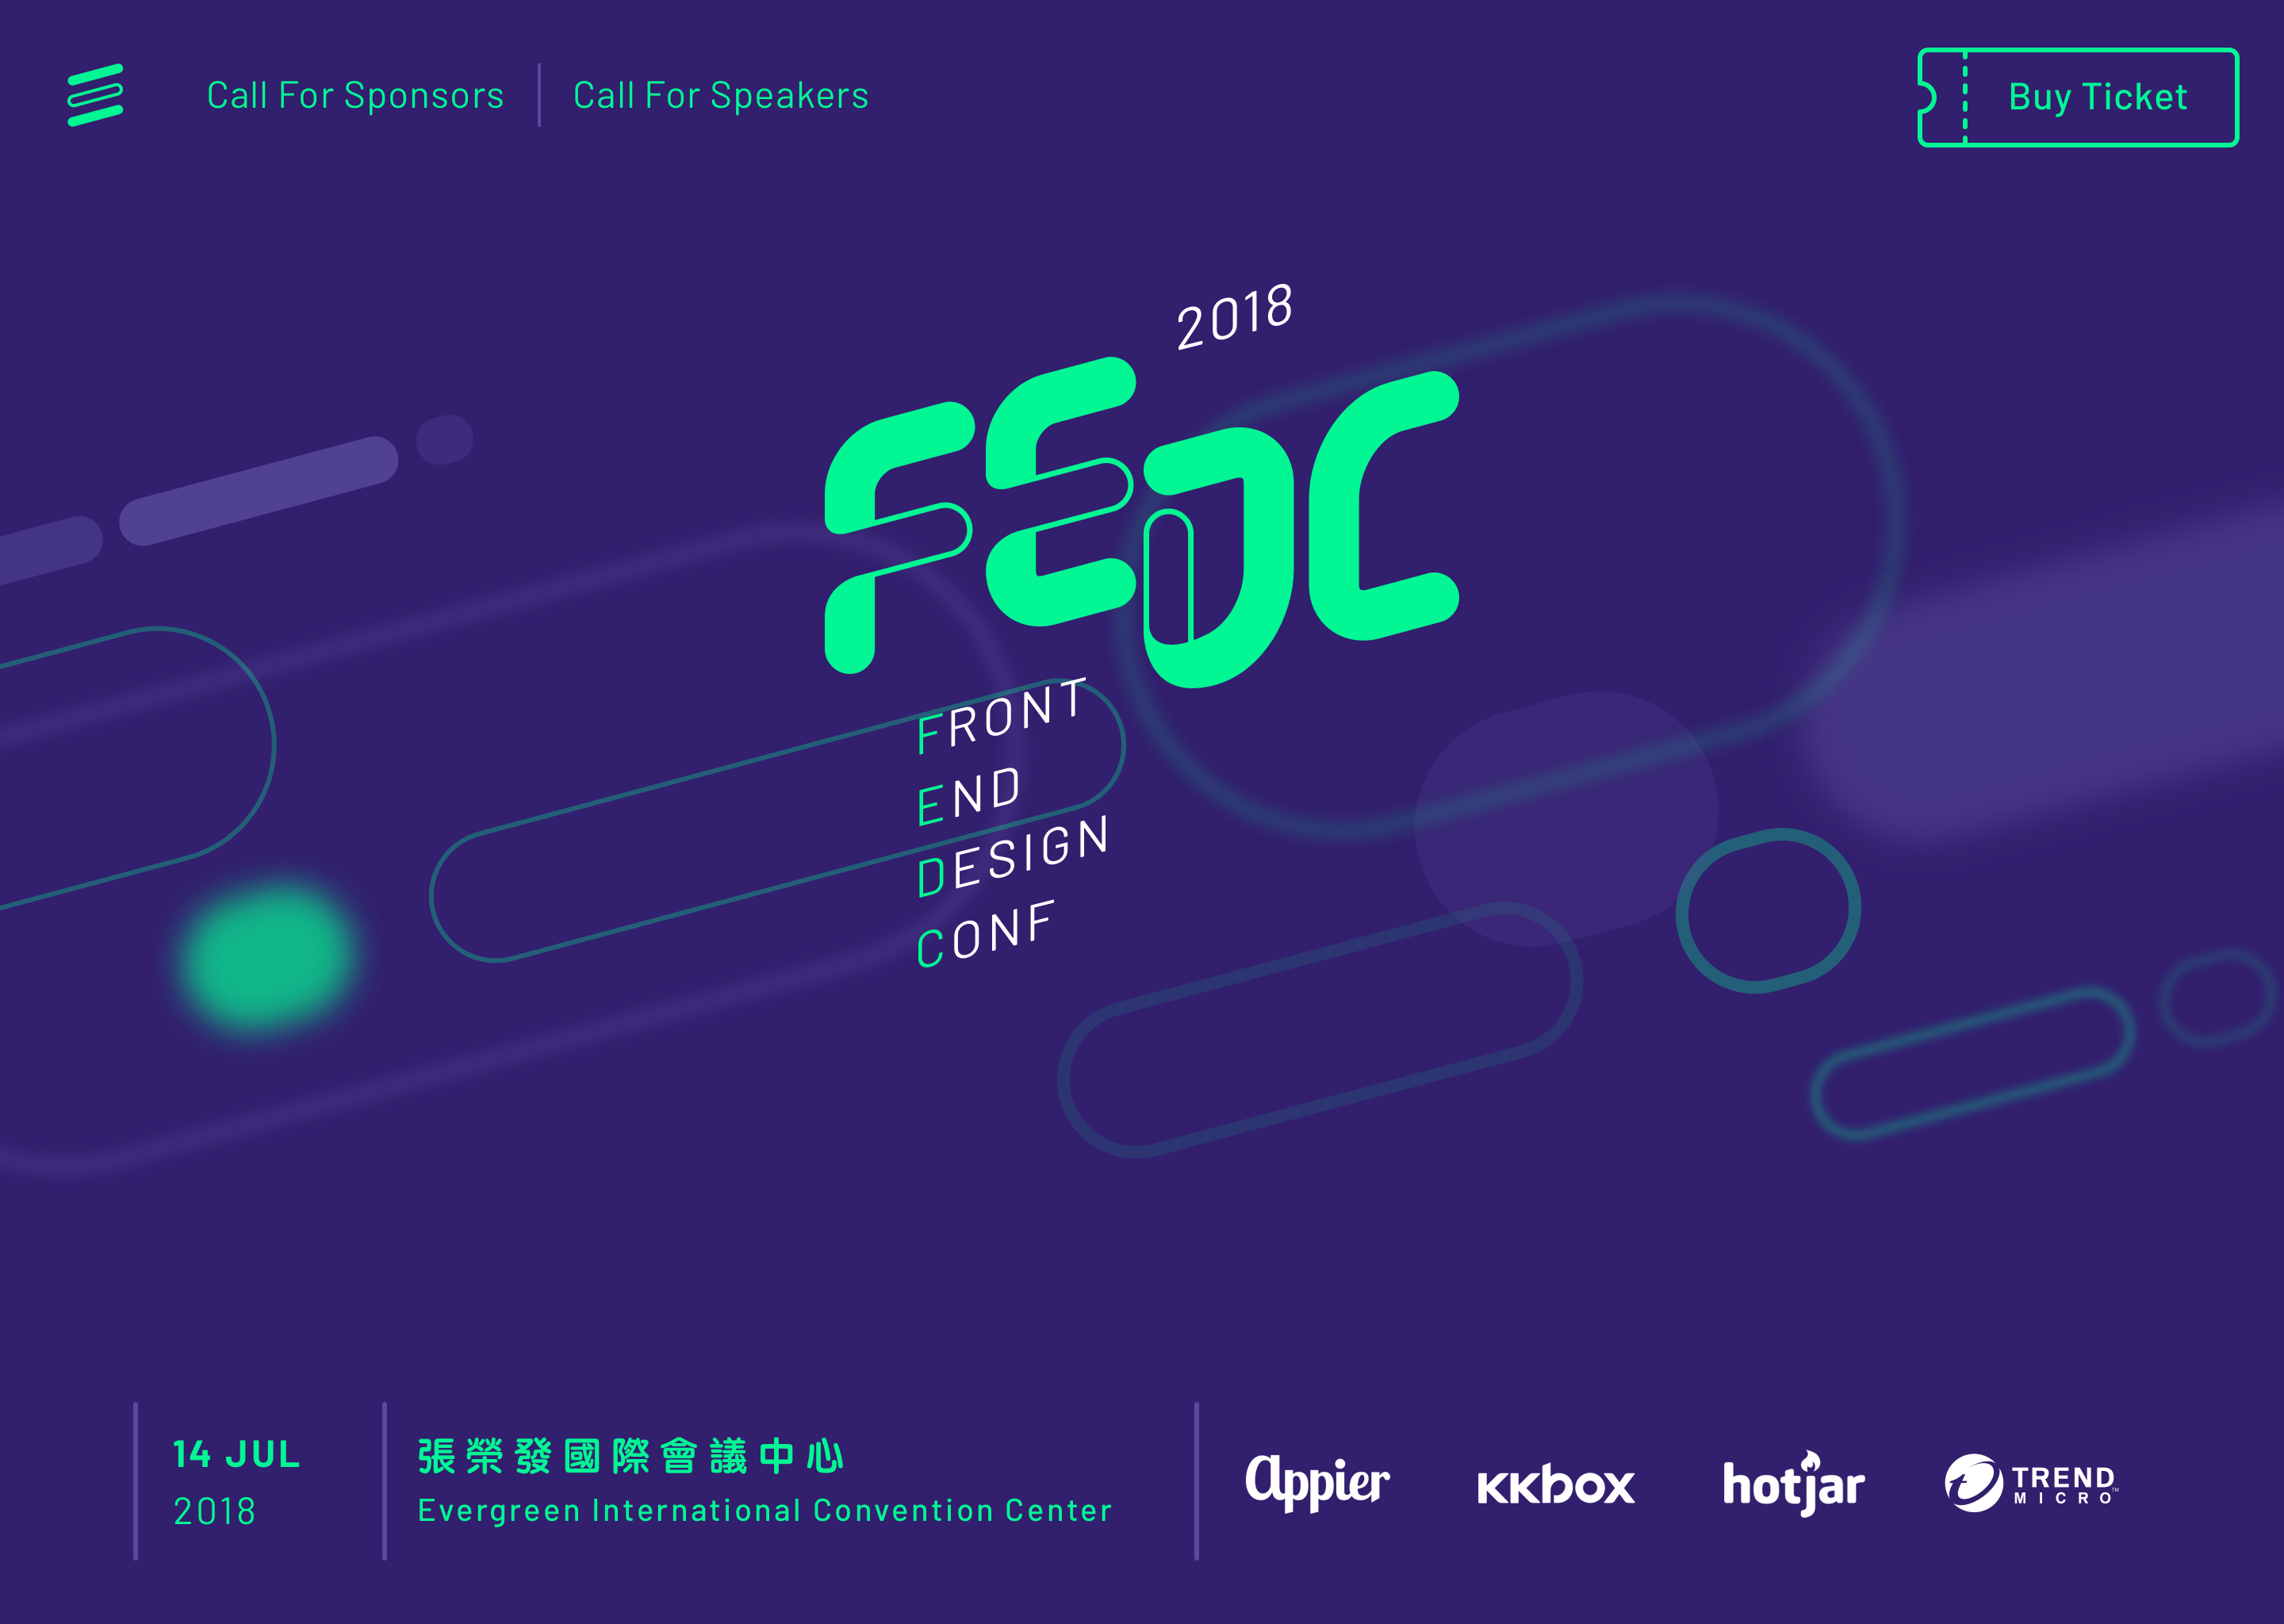 Call For Sponsors
Call For Speakers
Buy Ticket
2018
FEDC
FRONT
END
DESIGN
CONF
14 JUL
2018
張榮發國際會議中心
Evergreen International Convention Center
appier
KKBOX
hotjar
TREND
MICRO™